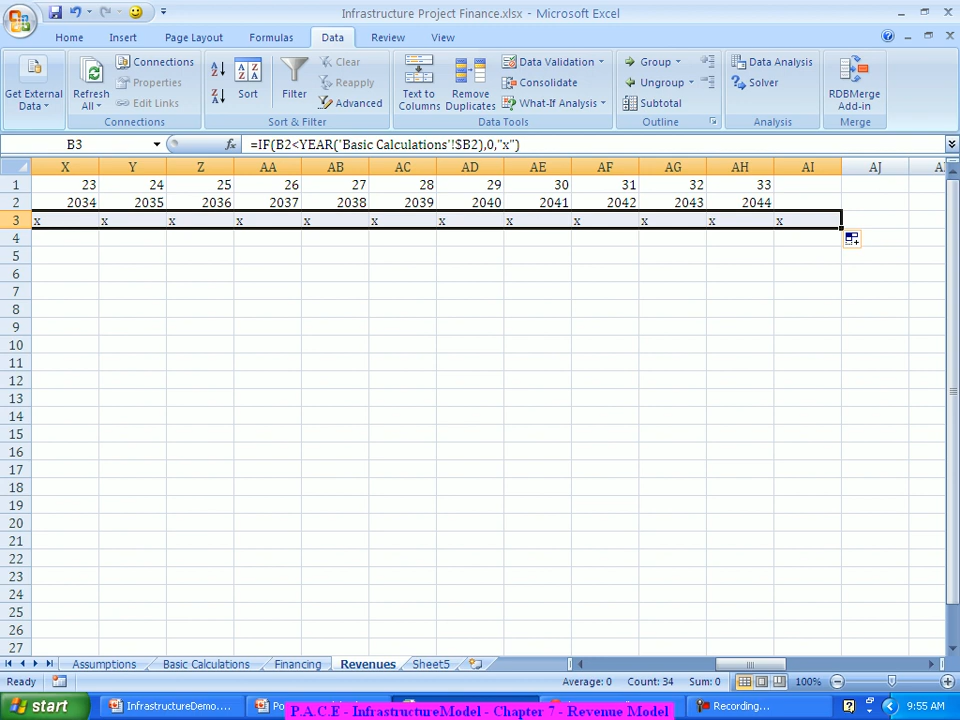 Infrastructure Project Finance.xlsx - Microsoft Excel
Home Insert Page Layout Formulas Data Review View
Get External Data
Refresh All
Connections
Properties
Edit Links
Connections
Sort
Filter
Clear
Reapply
Advanced
Sort & Filter
Text to Columns
Remove Duplicates
Data Validation
Consolidate
What-If Analysis
Data Tools
Group
Ungroup
Subtotal
Outline
Data Analysis
Solver
Analysis
RDBMerge Add-in
Merge
B3 fx =IF(B2<YEAR('Basic Calculations'!$B2),0,"x")
X Y Z AA AB AC AD AE AF AG AH AI AJ
1 23 24 25 26 27 28 29 30 31 32 33
2 2034 2035 2036 2037 2038 2039 2040 2041 2042 2043 2044
3 x x x x x x x x x x x x
4
5
6
7
8
9
10
11
12
13
14
15
16
17
18
19
20
21
22
23
24
25
26
27
Assumptions Basic Calculations Financing Revenues Sheet5
Ready Average: 0 Count: 34 Sum: 0 100%
start InfrastructureDemo.... Recording... 9:55 AM
P.A.C.E - InfrastructureModel - Chapter 7 - Revenue Model